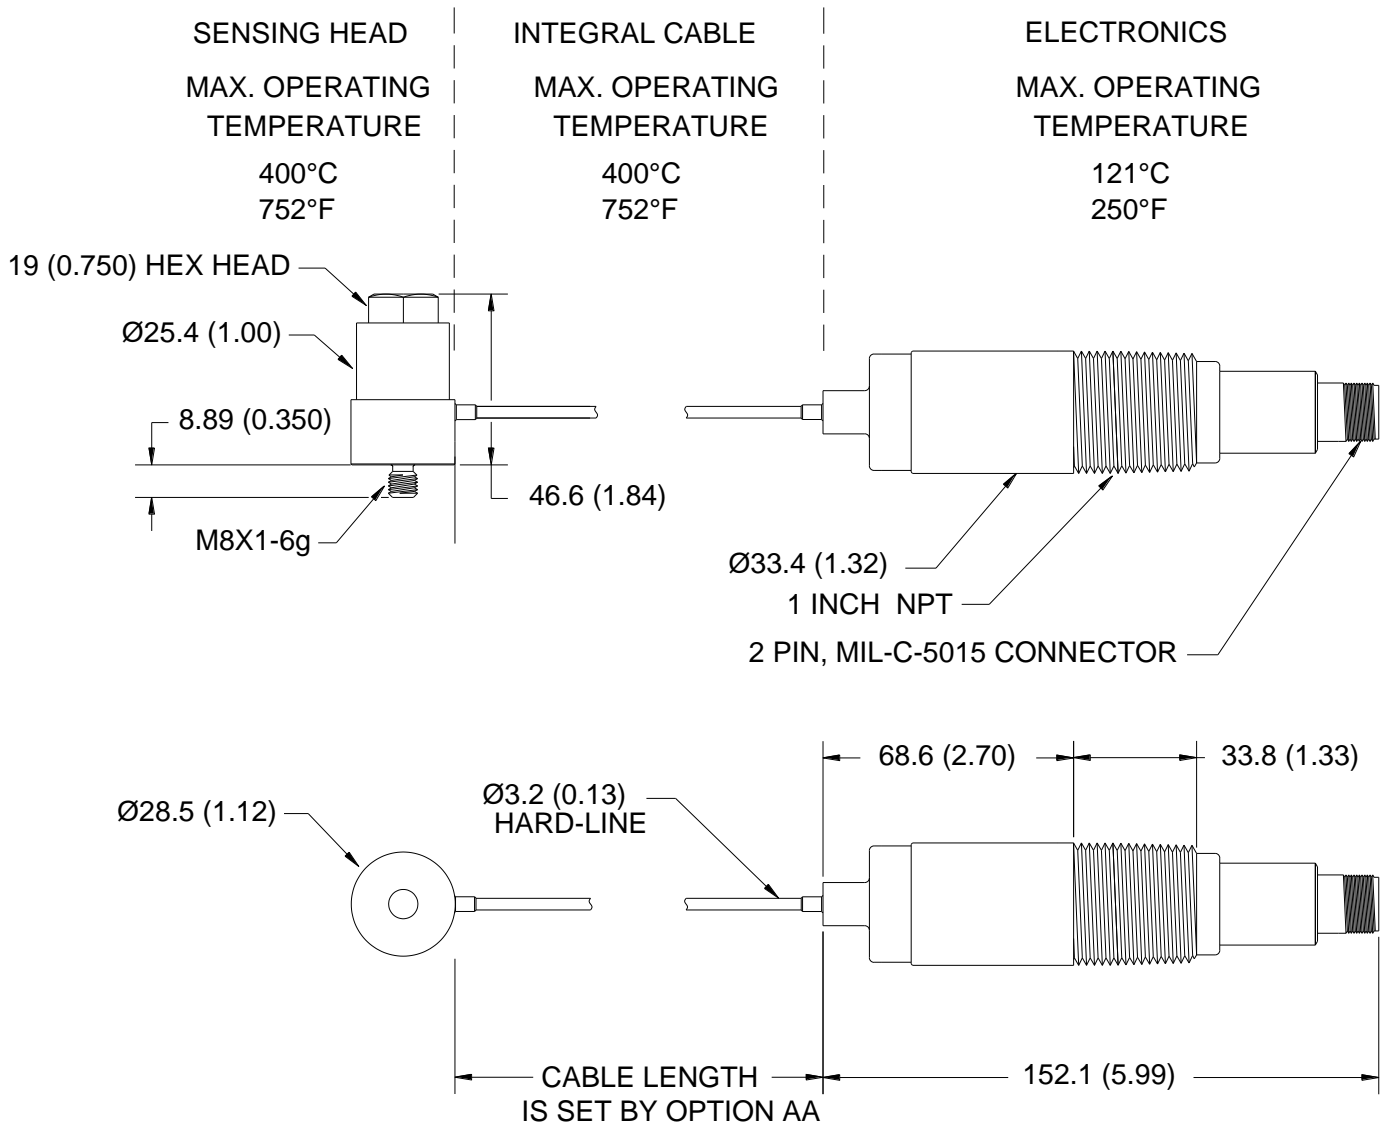 SENSING HEAD
MAX. OPERATING
TEMPERATURE
400°C
752°F
INTEGRAL CABLE
MAX. OPERATING
TEMPERATURE
400°C
752°F
ELECTRONICS
MAX. OPERATING
TEMPERATURE
121°C
250°F
19 (0.750) HEX HEAD
Ø25.4 (1.00)
8.89 (0.350)
46.6 (1.84)
M8X1-6g
Ø33.4 (1.32)
1 INCH  NPT
2 PIN, MIL-C-5015 CONNECTOR
68.6 (2.70)
33.8 (1.33)
Ø28.5 (1.12)
Ø3.2 (0.13)
HARD-LINE
CABLE LENGTH
IS SET BY OPTION AA
152.1 (5.99)